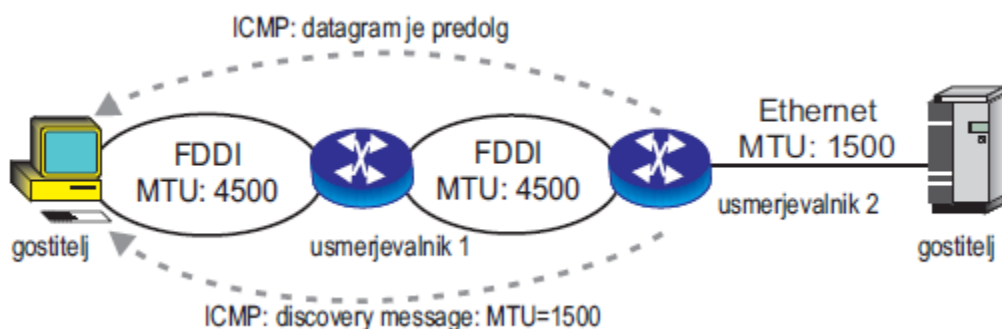 ICMP: datagram je predolg
FDDI
MTU: 4500
FDDI
MTU: 4500
Ethernet
MTU: 1500
gostitelj
usmerjevalnik 1
usmerjevalnik 2
gostitelj
ICMP: discovery message: MTU=1500